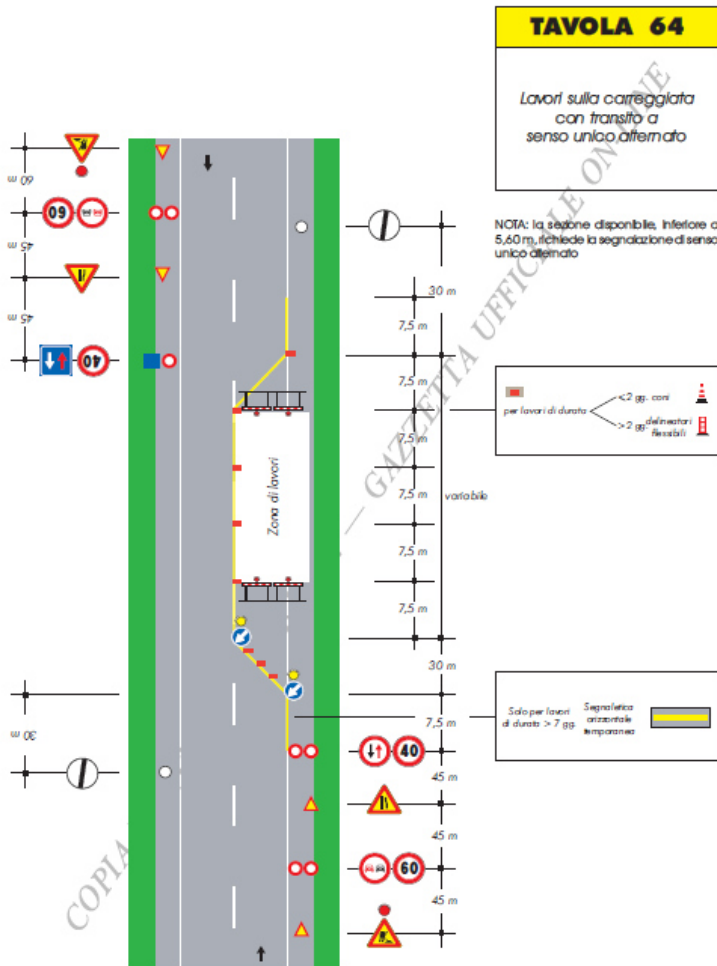 TAVOLA 64
Lavori sulla carreggiata
con transito a
senso unico alternato
NOTA: la sezione disponibile, inferiore a
5,60 m, richiede la segnalazione di senso
unico alternato
60 m
60
45 m
45 m
40
30 m
7,5 m
7,5 m
7,5 m
7,5 m
7,5 m
7,5 m
variabile
Zona di lavori
per lavori di durata
<2 gg. coni
>2 gg. delineatori
flessibili
30 m
7,5 m
Solo per lavori
di durata > 7 gg.
Segnaletica
orizzontale
temporanea
30 m
40
45 m
45 m
60
45 m
COPIA
— GAZZETTA UFFICIALE ON-LINE